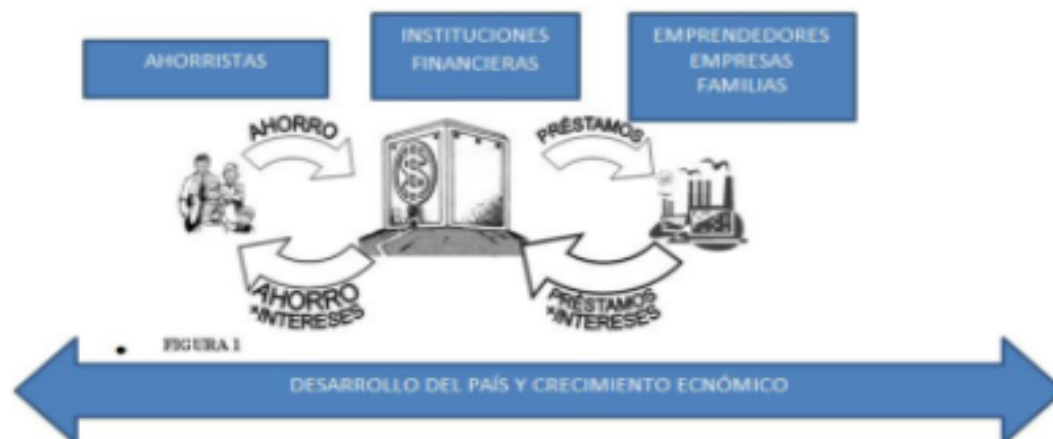 AHORRISTAS
INSTITUCIONES
FINANCIERAS
EMPRENDEDORES
EMPRESAS
FAMILIAS
AHORRO
PRÉSTAMOS
AHORRO
*INTERESES
PRÉSTAMOS
*INTERESES
• FIGURA 1
DESARROLLO DEL PAÍS Y CRECIMIENTO ECNÓMICO